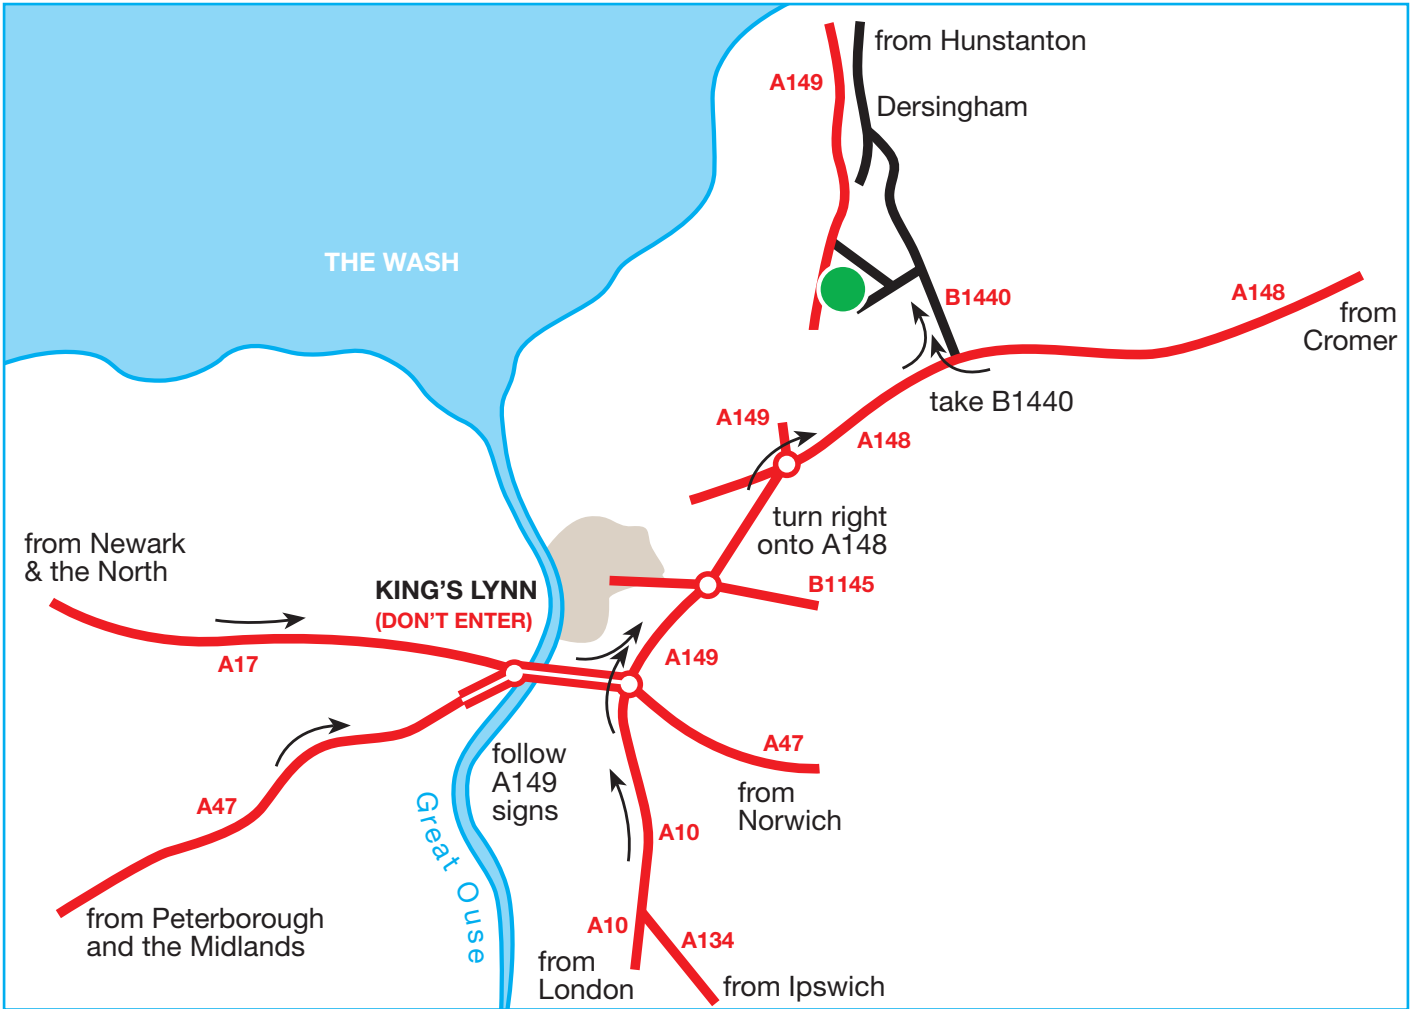 from Hunstanton
A149
Dersingham
THE WASH
B1440
A148
from
Cromer
take B1440
A149
A148
turn right
onto A148
from Newark
& the North
KING'S LYNN
(DON'T ENTER)
B1145
A17
A149
follow
A149
signs
A47
from
Norwich
A47
Great Ouse
A10
from Peterborough
and the Midlands
A10
A134
from
London
from Ipswich